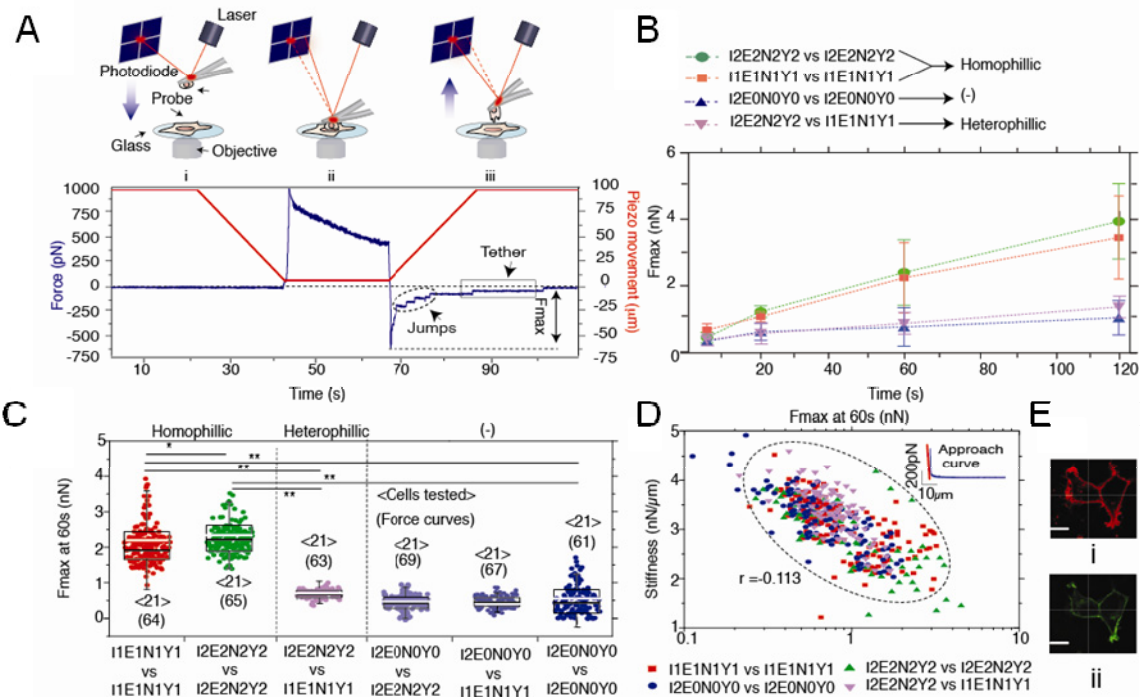 A
Laser
Photodiode
Probe
Glass
Objective
i
ii
iii
1000
750
500
250
0
-250
-500
-750
Force (pN)
100
75
50
25
0
-25
-50
-75
Piezo movement (μm)
Tether
Jumps
Fmax
10
30
50
70
90
Time (s)
B
I2E2N2Y2 vs I2E2N2Y2
I1E1N1Y1 vs I1E1N1Y1
Homophillic
I2E0N0Y0 vs I2E0N0Y0
(-)
I2E2N2Y2 vs I1E1N1Y1
Heterophillic
6
4
2
0
Fmax (nN)
20
40
60
80
100
120
Time (s)
C
Homophillic
Heterophillic
(-)
5
4
3
2
1
0
Fmax at 60s (nN)
*
**
**
**
**
<Cells tested>
(Force curves)
<21>
(64)
<21>
(65)
<21>
(63)
<21>
(69)
<21>
(67)
<21>
(61)
I1E1N1Y1
vs
I1E1N1Y1
I2E2N2Y2
vs
I2E2N2Y2
I2E2N2Y2
vs
I1E1N1Y1
I2E0N0Y0
vs
I2E2N2Y2
I2E0N0Y0
vs
I1E1N1Y1
I2E0N0Y0
vs
I2E0N0Y0
D
Fmax at 60s (nN)
5
4
3
2
1
Stiffness (nN/μm)
200pN
10μm
Approach
curve
r =-0.113
0.1
1
10
I1E1N1Y1 vs I1E1N1Y1
I2E2N2Y2 vs I2E2N2Y2
I2E0N0Y0 vs I2E0N0Y0
I2E2N2Y2 vs I1E1N1Y1
E
i
ii